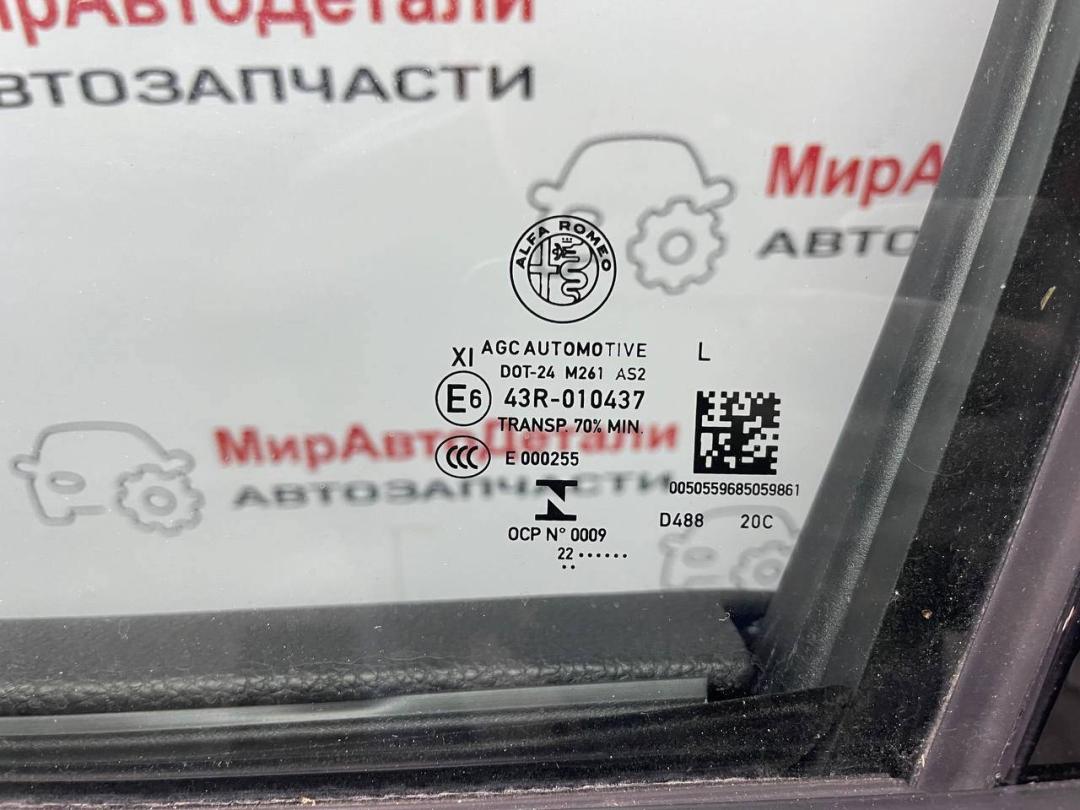 МирАвтоДетали
АВТОЗАПЧАСТИ
МирА
АВТО
ALFA ROMEO
XI AGC AUTOMOTIVE L
DOT-24 M261 AS2
E6 43R-010437
TRANSP. 70% MIN.
CCC E 000255
МирАвтоДетали
АВТОЗАПЧАСТИ
0050559685059861
N
OCP N° 0009
D488 20C
22 ······
··